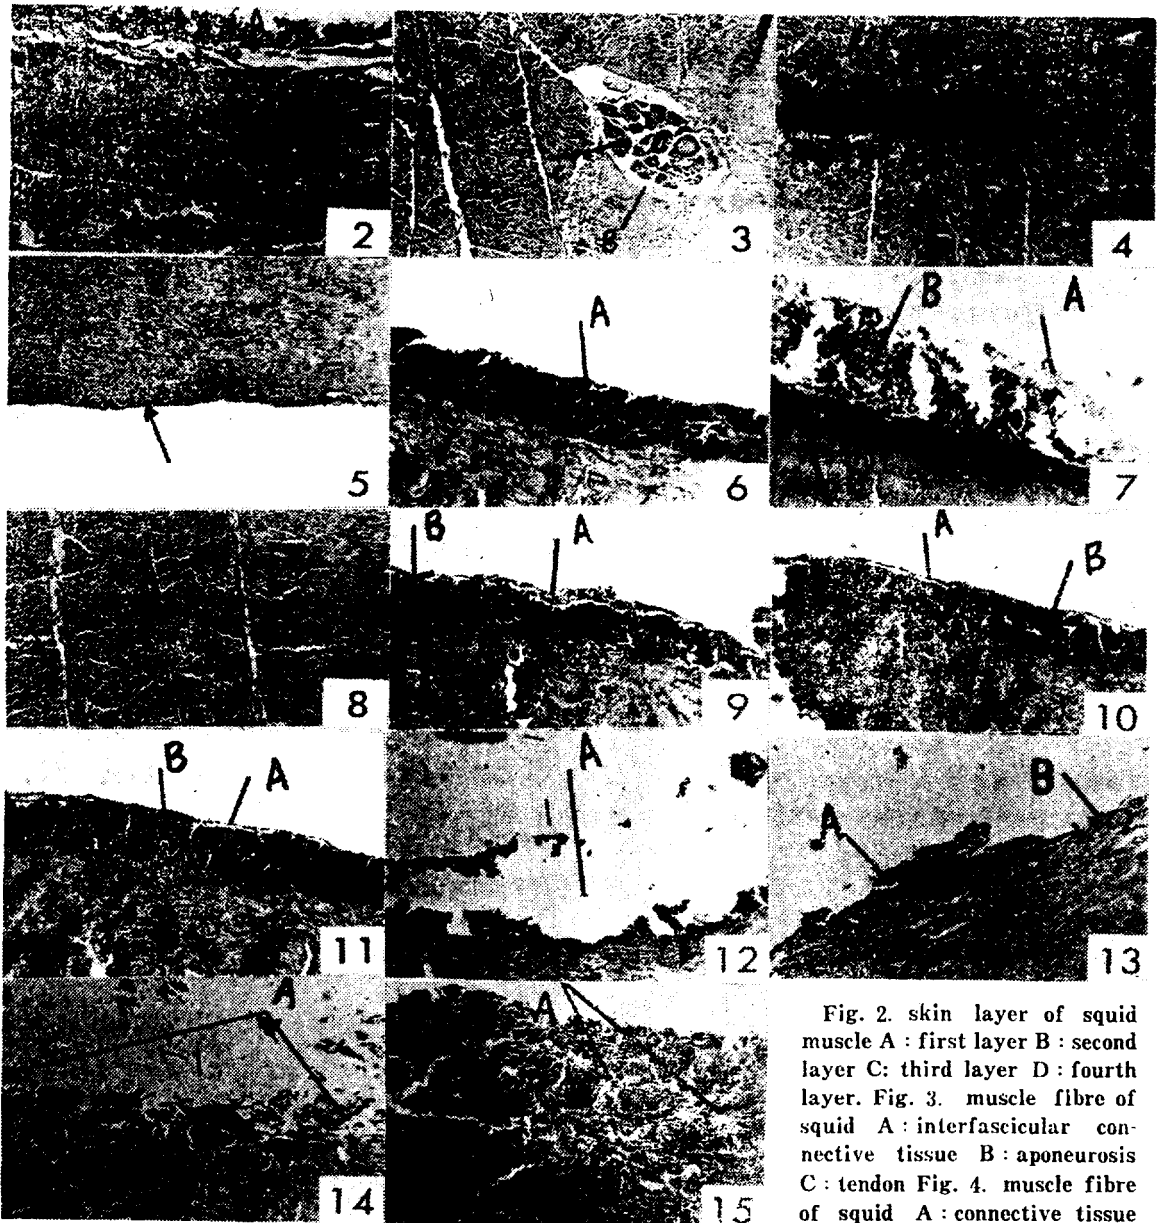 A
2
B
3
4
5
A
6
B
A
7
8
B
A
9
A
B
10
B
A
11
A
12
A
B
13
A
14
A
15
Fig. 2. skin layer of squid
muscle A : first layer B : second
layer C: third layer D : fourth
layer. Fig. 3. muscle fibre of
squid A : interfascicular con-
nective tissue B : aponeurosis
C : tendon Fig. 4. muscle fibre
of squid A : connective tissue